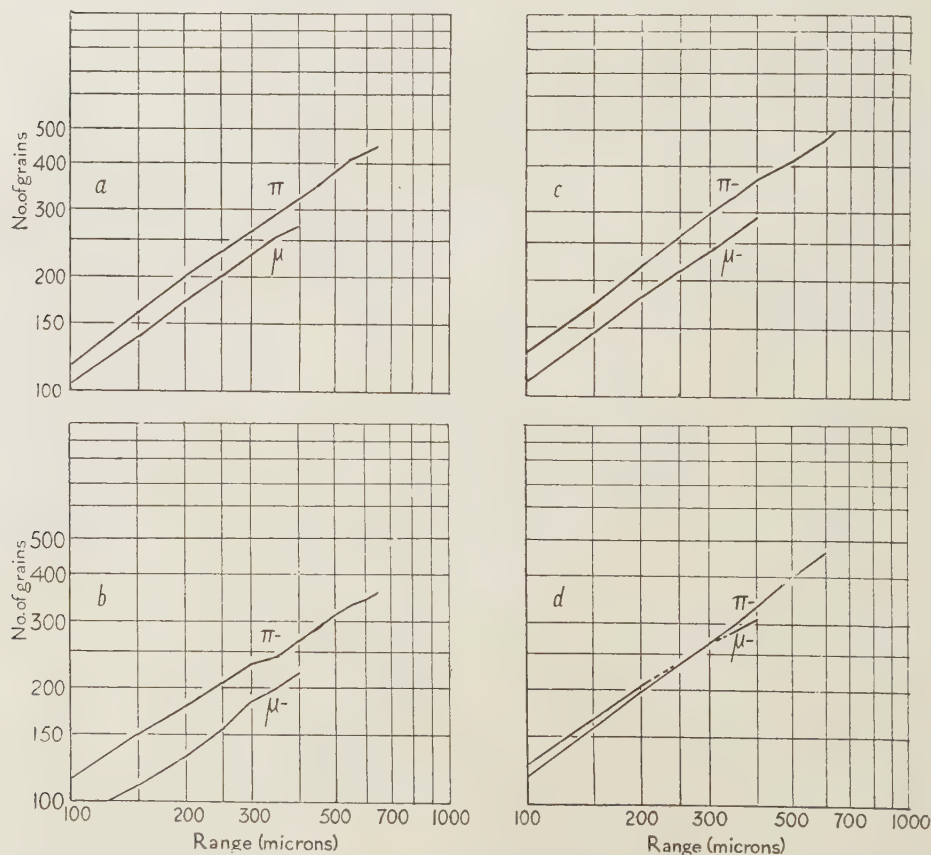 No. of grains
500
400
300
200
150
100
a
π
μ
c
π-
μ-
No. of grains
500
400
300
200
150
100
b
π-
μ-
d
π-
μ-
100 200 300 500 700 1000
Range (microns)
100 200 300 500 700 1000
Range (microns)